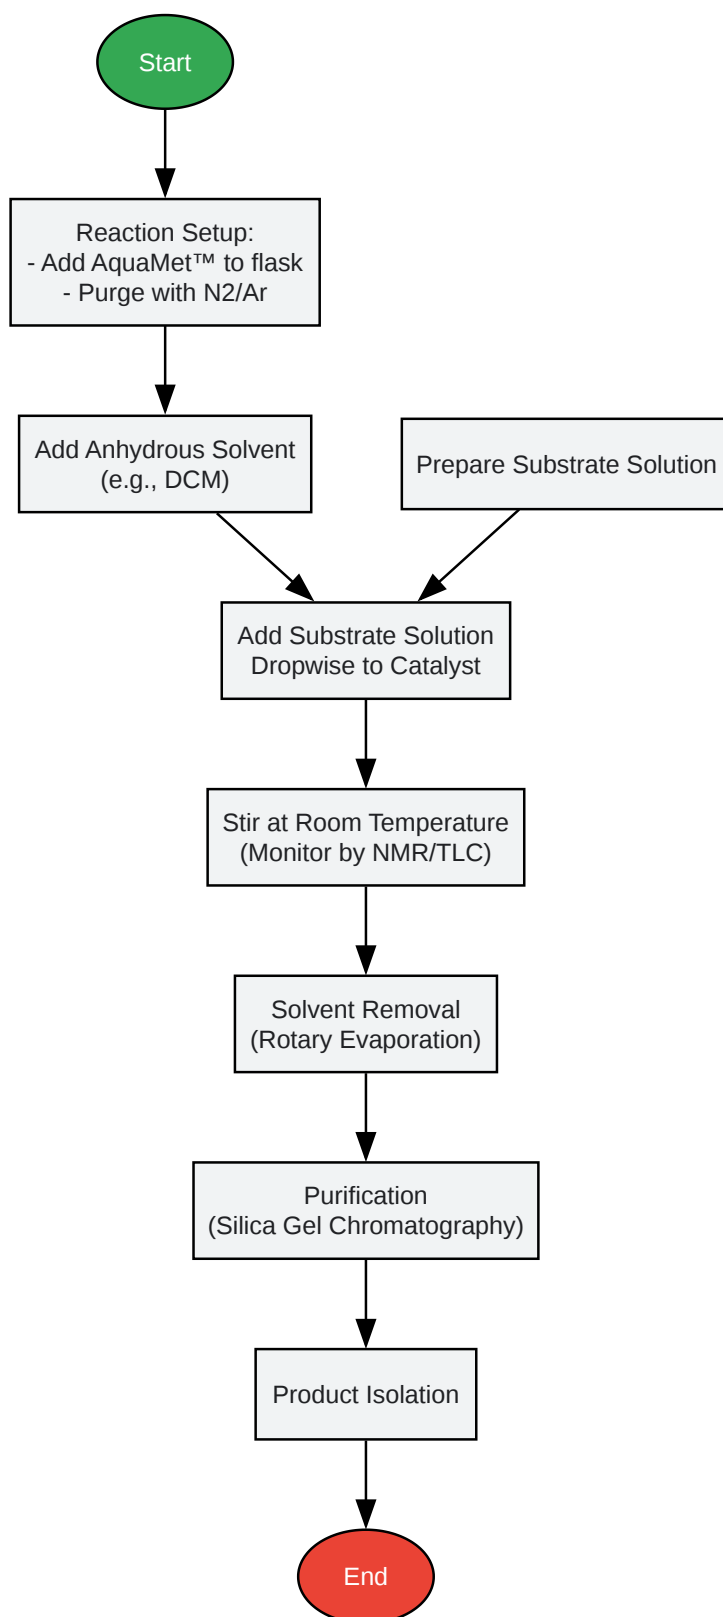 Start
Reaction Setup:
- Add AquaMet™ to flask
- Purge with N2/Ar
Add Anhydrous Solvent
(e.g., DCM)
Prepare Substrate Solution
Add Substrate Solution
Dropwise to Catalyst
Stir at Room Temperature
(Monitor by NMR/TLC)
Solvent Removal
(Rotary Evaporation)
Purification
(Silica Gel Chromatography)
Product Isolation
End